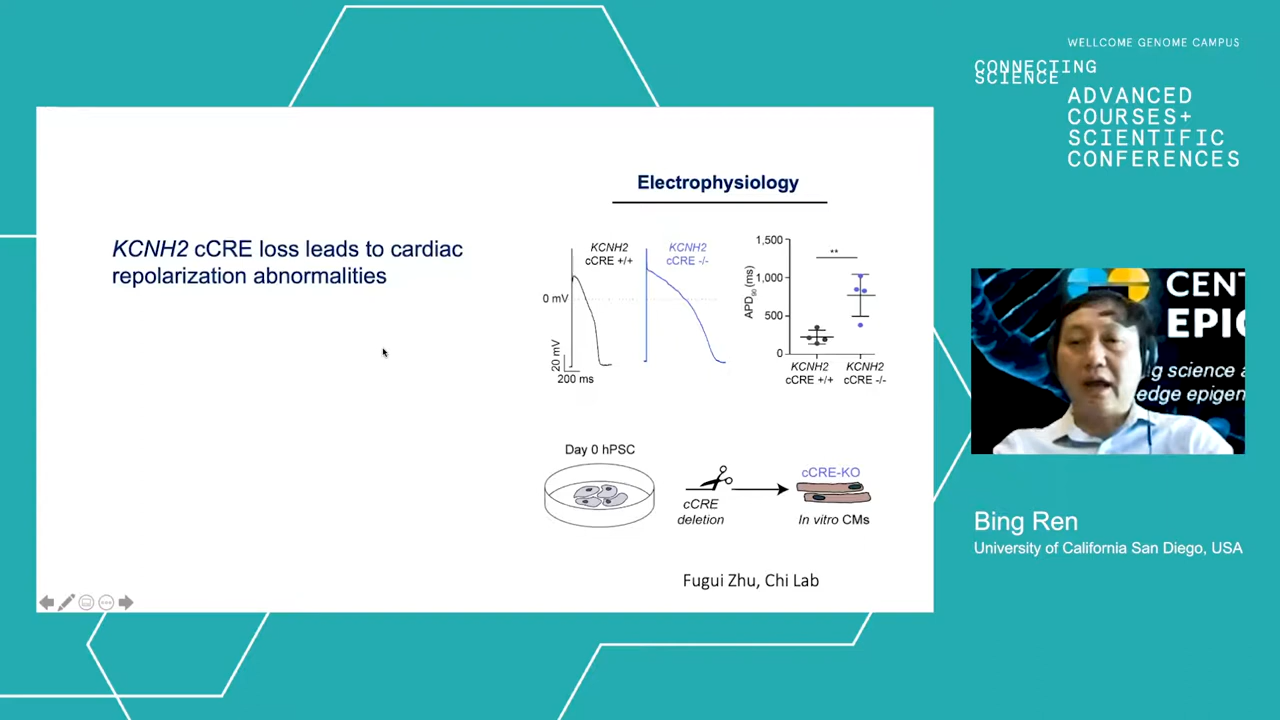 WELLCOME GENOME CAMPUS
CONNECTING
SCIENCE
ADVANCED
COURSES+
SCIENTIFIC
CONFERENCES
KCNH2 cCRE loss leads to cardiac
repolarization abnormalities
Electrophysiology
KCNH2
cCRE +/+
KCNH2
cCRE -/-
0 mV
20 mV
200 ms
APD90 (ms)
1,500
1,000
500
0
**
KCNH2
cCRE +/+
KCNH2
cCRE -/-
Day 0 hPSC
cCRE
deletion
cCRE-KO
In vitro CMs
Fugui Zhu, Chi Lab
CENT
EPIG
g science a
edge epigen
Bing Ren
University of California San Diego, USA